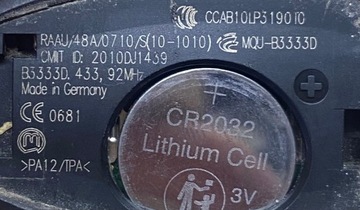 CCAB10LP3190T0
RAAU/48A/0710/S(10-1010)
MQU-B3333D
CMIT ID: 2010DJ1439
B3333D, 433, 92MHz
Made in Germany
CE 0681
>PA12/TPA<
+
CR2032
Lithium Cell
3V